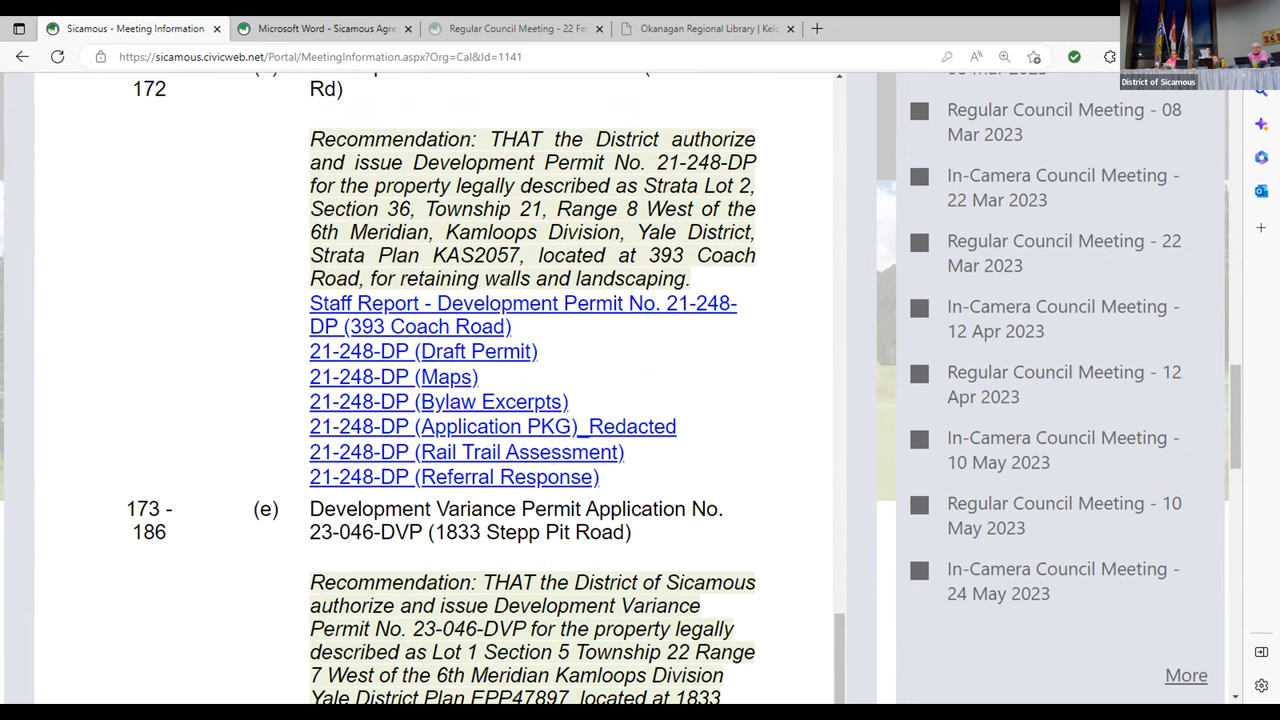 Sicamous - Meeting Information
Microsoft Word - Sicamous Agre
Regular Council Meeting - 22 Fe
Okanagan Regional Library | Kelo
https://sicamous.civicweb.net/Portal/MeetingInformation.aspx?Org=Cal&Id=1141
District of Sicamous
172
Rd)
Recommendation: THAT the District authorize
and issue Development Permit No. 21-248-DP
for the property legally described as Strata Lot 2,
Section 36, Township 21, Range 8 West of the
6th Meridian, Kamloops Division, Yale District,
Strata Plan KAS2057, located at 393 Coach
Road, for retaining walls and landscaping.
Staff Report - Development Permit No. 21-248-
DP (393 Coach Road)
21-248-DP (Draft Permit)
21-248-DP (Maps)
21-248-DP (Bylaw Excerpts)
21-248-DP (Application PKG)_Redacted
21-248-DP (Rail Trail Assessment)
21-248-DP (Referral Response)
173 - (e) Development Variance Permit Application No.
186 23-046-DVP (1833 Stepp Pit Road)
Recommendation: THAT the District of Sicamous
authorize and issue Development Variance
Permit No. 23-046-DVP for the property legally
described as Lot 1 Section 5 Township 22 Range
7 West of the 6th Meridian Kamloops Division
Yale District Plan EPP47897, located at 1833
Regular Council Meeting - 08
Mar 2023
In-Camera Council Meeting -
22 Mar 2023
Regular Council Meeting - 22
Mar 2023
In-Camera Council Meeting -
12 Apr 2023
Regular Council Meeting - 12
Apr 2023
In-Camera Council Meeting -
10 May 2023
Regular Council Meeting - 10
May 2023
In-Camera Council Meeting -
24 May 2023
More